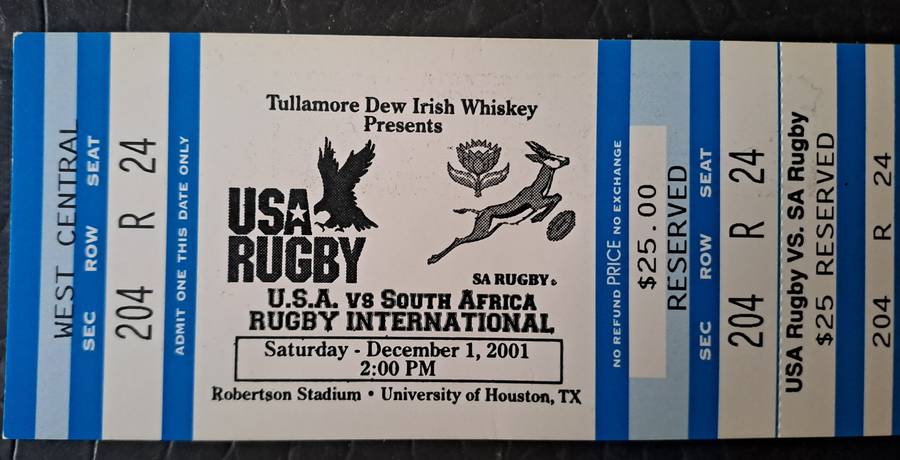 WEST CENTRAL
SEC ROW SEAT
204 R 24
ADMIT ONE THIS DATE ONLY
Tullamore Dew Irish Whiskey
Presents
USA
RUGBY
SA RUGBY
U.S.A. VS SOUTH AFRICA
RUGBY INTERNATIONAL
Saturday - December 1, 2001
2:00 PM
Robertson Stadium • University of Houston, TX
NO REFUND PRICE NO EXCHANGE
$25.00
RESERVED
SEC ROW SEAT
204 R 24
USA Rugby VS. SA Rugby
$25 RESERVED
204 R 24